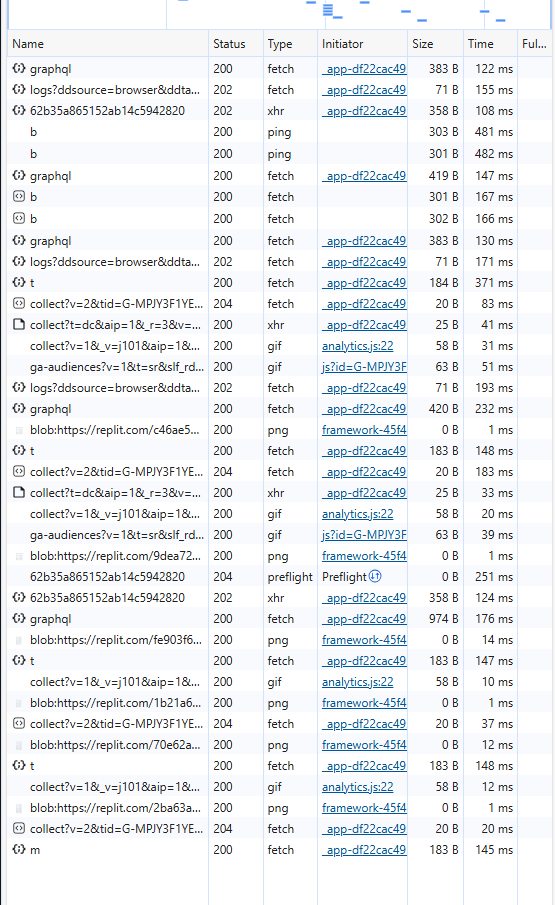 Name Status Type Initiator Size Time Ful...
graphql 200 fetch _app-df22cac49 383 B 122 ms
logs?ddsource=browser&ddta... 202 fetch _app-df22cac49 71 B 155 ms
62b35a865152ab14c5942820 202 xhr _app-df22cac49 358 B 108 ms
b 200 ping 303 B 481 ms
b 200 ping 301 B 482 ms
graphql 200 fetch _app-df22cac49 419 B 147 ms
b 200 fetch 301 B 167 ms
b 200 fetch 302 B 166 ms
graphql 200 fetch _app-df22cac49 383 B 130 ms
logs?ddsource=browser&ddta... 202 fetch _app-df22cac49 71 B 171 ms
t 200 fetch _app-df22cac49 184 B 371 ms
collect?v=2&tid=G-MPJY3F1YE... 204 fetch _app-df22cac49 20 B 83 ms
collect?t=dc&aip=1&_r=3&v=... 200 xhr _app-df22cac49 25 B 41 ms
collect?v=1&_v=j101&aip=1&... 200 gif analytics.js:22 58 B 31 ms
ga-audiences?v=1&t=sr&slf_rd... 200 gif js?id=G-MPJY3F 63 B 51 ms
logs?ddsource=browser&ddta... 202 fetch _app-df22cac49 71 B 193 ms
graphql 200 fetch _app-df22cac49 420 B 232 ms
blob:https://replit.com/c46ae5... 200 png framework-45f4 0 B 1 ms
t 200 fetch _app-df22cac49 183 B 148 ms
collect?v=2&tid=G-MPJY3F1YE... 204 fetch _app-df22cac49 20 B 183 ms
collect?t=dc&aip=1&_r=3&v=... 200 xhr _app-df22cac49 25 B 33 ms
collect?v=1&_v=j101&aip=1&... 200 gif analytics.js:22 58 B 20 ms
ga-audiences?v=1&t=sr&slf_rd... 200 gif js?id=G-MPJY3F 63 B 39 ms
blob:https://replit.com/9dea72... 200 png framework-45f4 0 B 1 ms
62b35a865152ab14c5942820 204 preflight Preflight 0 B 251 ms
62b35a865152ab14c5942820 202 xhr _app-df22cac49 358 B 124 ms
graphql 200 fetch _app-df22cac49 974 B 176 ms
blob:https://replit.com/fe903f6... 200 png framework-45f4 0 B 14 ms
t 200 fetch _app-df22cac49 183 B 147 ms
collect?v=1&_v=j101&aip=1&... 200 gif analytics.js:22 58 B 10 ms
blob:https://replit.com/1b21a6... 200 png framework-45f4 0 B 1 ms
collect?v=2&tid=G-MPJY3F1YE... 204 fetch _app-df22cac49 20 B 37 ms
blob:https://replit.com/70e62a... 200 png framework-45f4 0 B 12 ms
t 200 fetch _app-df22cac49 183 B 148 ms
collect?v=1&_v=j101&aip=1&... 200 gif analytics.js:22 58 B 12 ms
blob:https://replit.com/2ba63a... 200 png framework-45f4 0 B 1 ms
collect?v=2&tid=G-MPJY3F1YE... 204 fetch _app-df22cac49 20 B 20 ms
m 200 fetch _app-df22cac49 183 B 145 ms